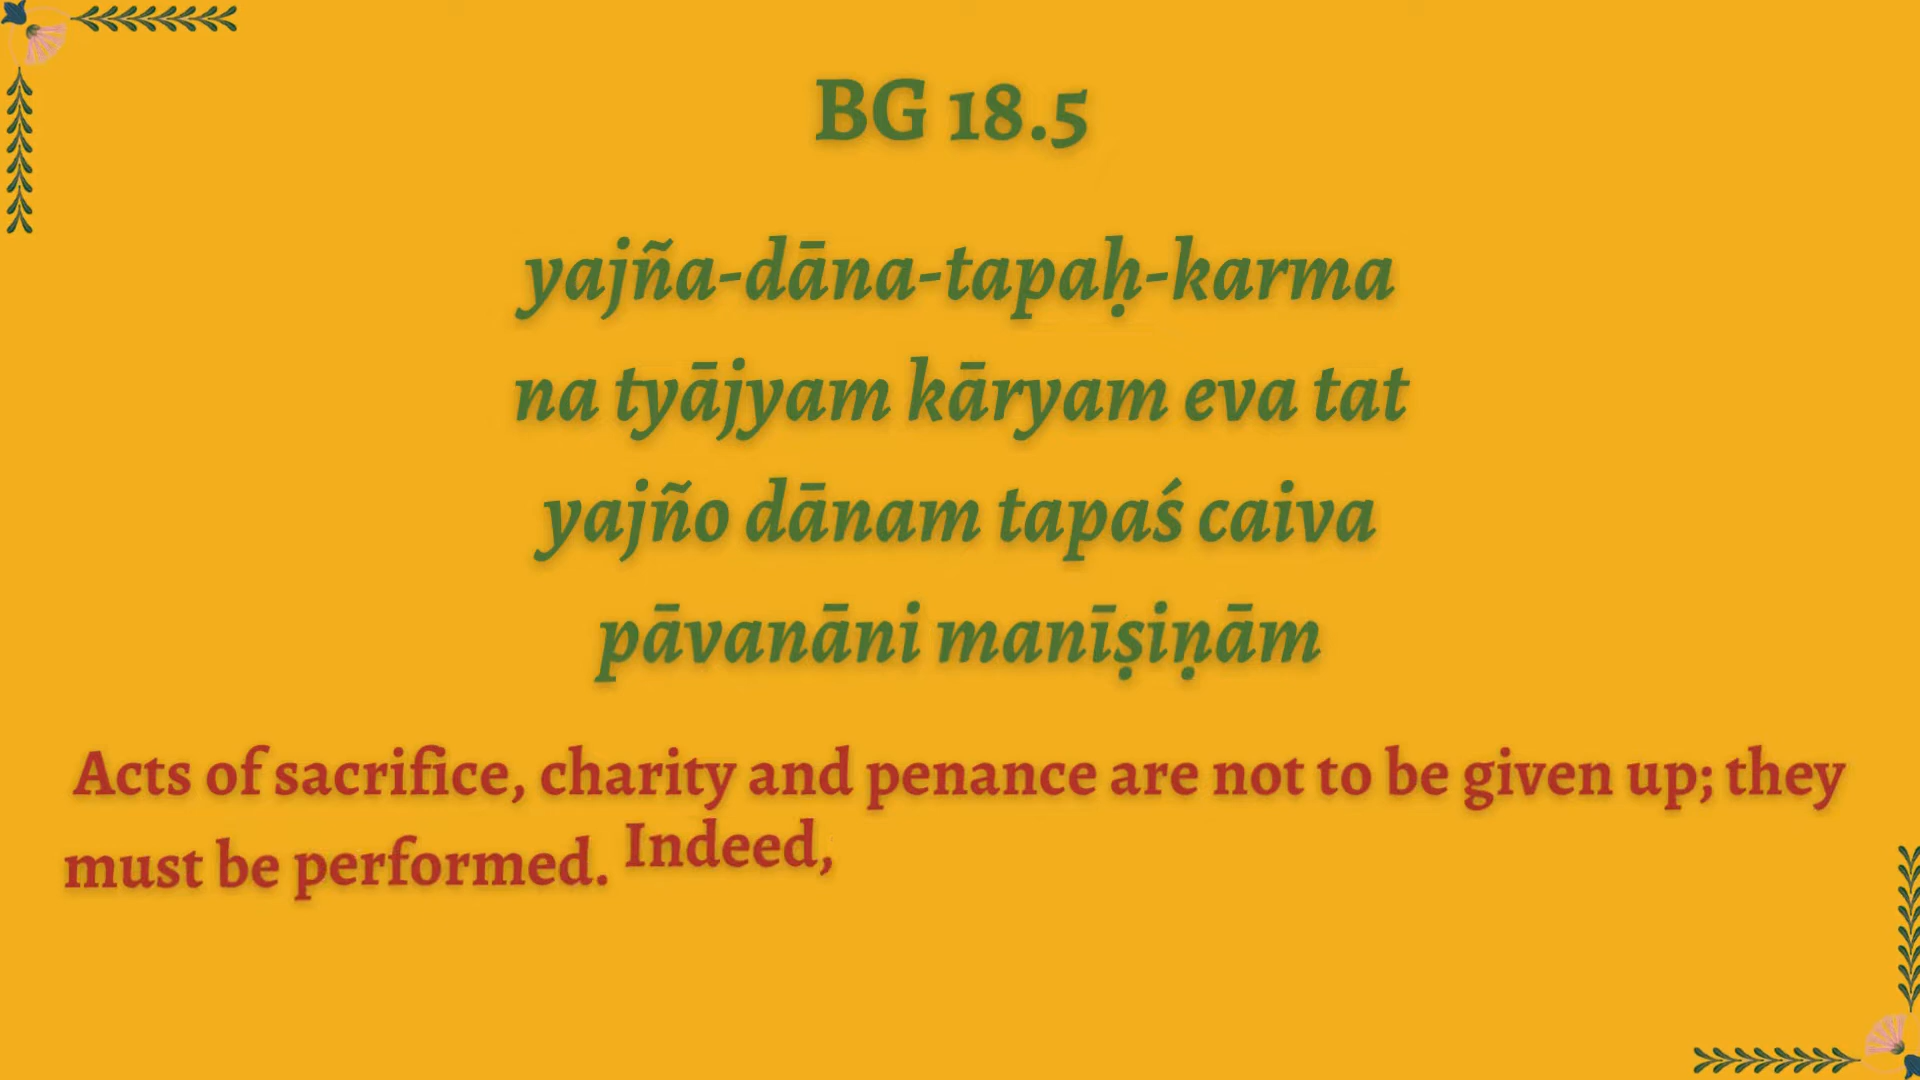 BG 18.5
yajña-dāna-tapaḥ-karma
na tyājyam kāryam eva tat
yajño dānam tapaś caiva
pāvanāni manīṣiṇām
Acts of sacrifice, charity and penance are not to be given up; they
must be performed. Indeed,